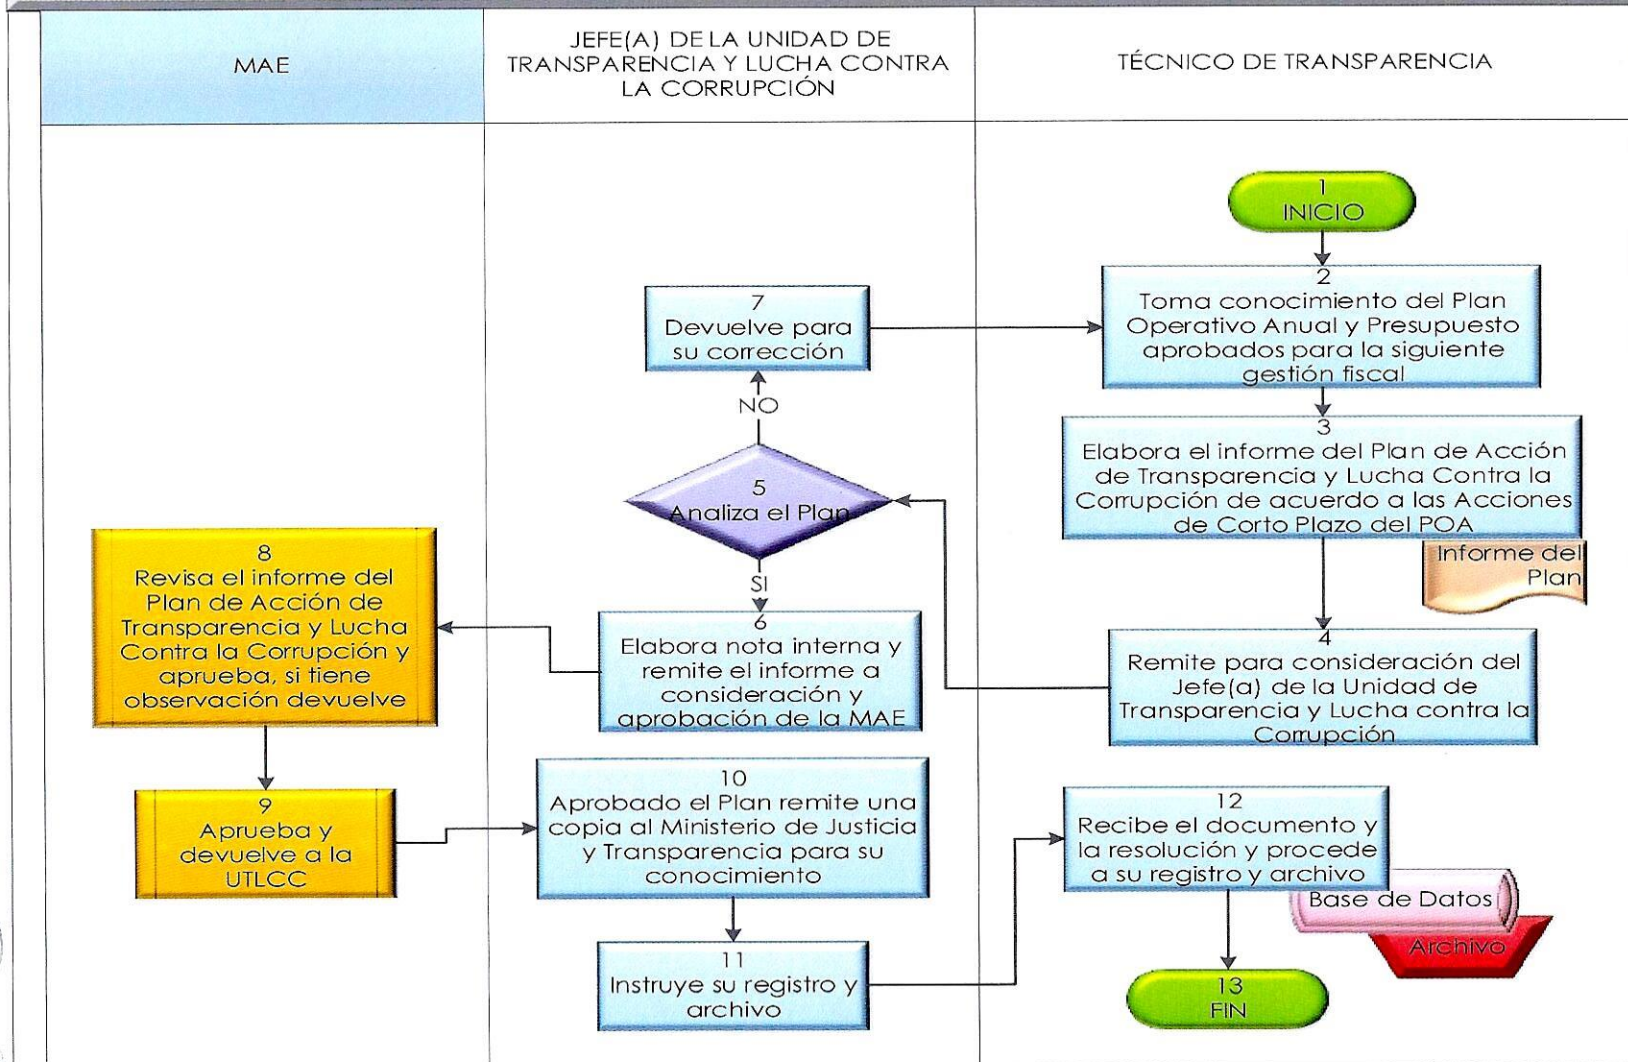 MAE
JEFE(A) DE LA UNIDAD DE
TRANSPARENCIA Y LUCHA CONTRA
LA CORRUPCIÓN
TÉCNICO DE TRANSPARENCIA
1
INICIO
2
Toma conocimiento del Plan
Operativo Anual y Presupuesto
aprobados para la siguiente
gestión fiscal
3
Elabora el informe del Plan de Acción
de Transparencia y Lucha Contra la
Corrupción de acuerdo a las Acciones
de Corto Plazo del POA
Informe del
Plan
4
Remite para consideración del
Jefe(a) de la Unidad de
Transparencia y Lucha contra la
Corrupción
5
Analiza el Plan
NO
7
Devuelve para
su corrección
SI
6
Elabora nota interna y
remite el informe a
consideración y
aprobación de la MAE
8
Revisa el informe del
Plan de Acción de
Transparencia y Lucha
Contra la Corrupción y
aprueba, si tiene
observación devuelve
9
Aprueba y
devuelve a la
UTLCC
10
Aprobado el Plan remite una
copia al Ministerio de Justicia
y Transparencia para su
conocimiento
11
Instruye su registro y
archivo
12
Recibe el documento y
la resolución y procede
a su registro y archivo
Base de Datos
Archivo
13
FIN